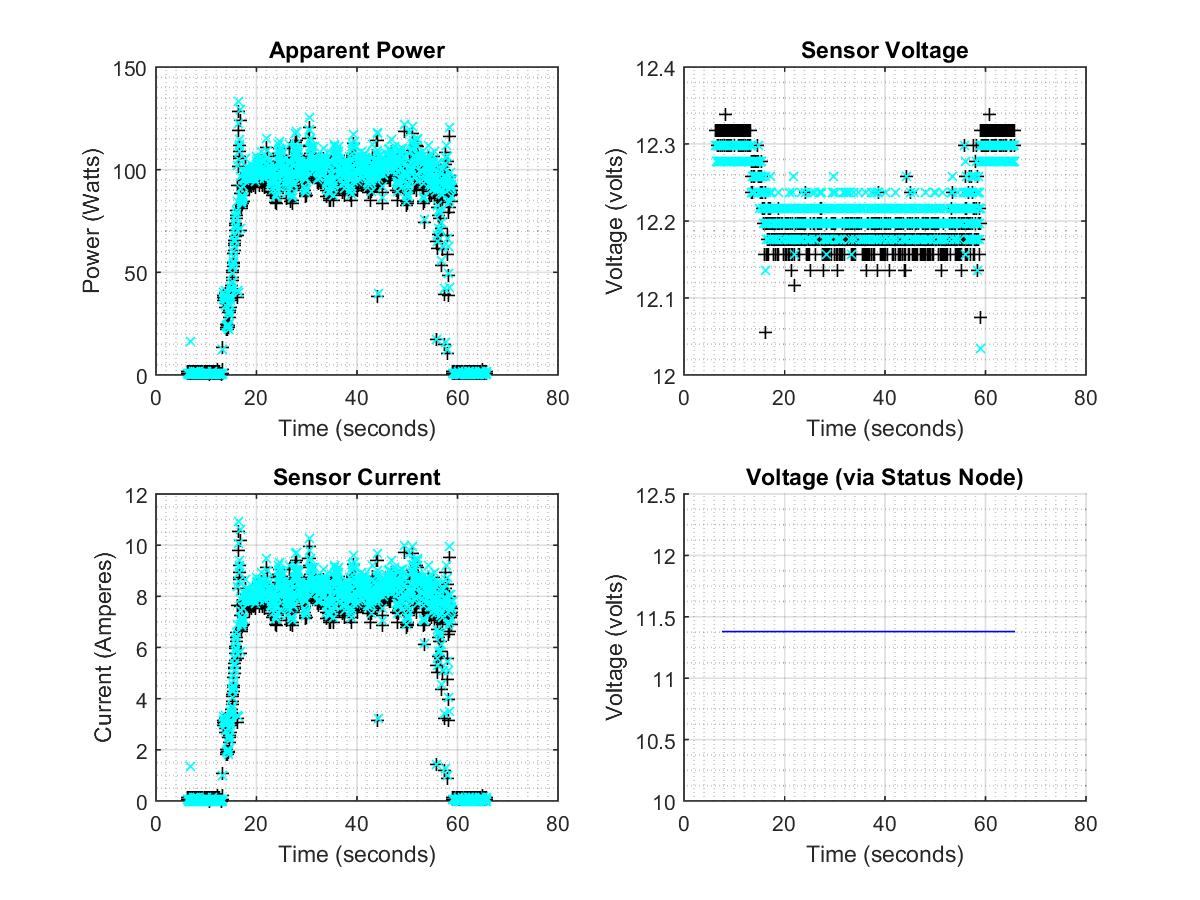 Apparent Power
150
100
50
0
0 20 40 60 80
Power (Watts)
Time (seconds)
Sensor Voltage
12.4
12.3
12.2
12.1
12
0 20 40 60 80
Voltage (volts)
Time (seconds)
Sensor Current
12
10
8
6
4
2
0
0 20 40 60 80
Current (Amperes)
Time (seconds)
Voltage (via Status Node)
12.5
12
11.5
11
10.5
10
0 20 40 60 80
Voltage (volts)
Time (seconds)